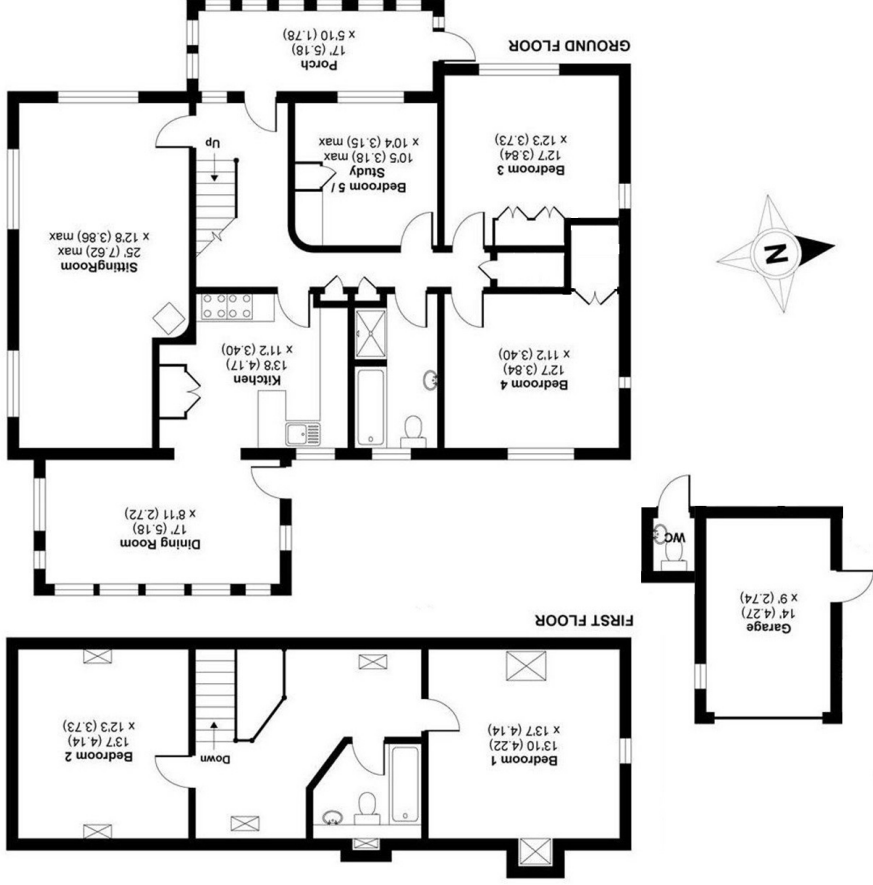 FIRST FLOOR
Bedroom 1
13'10 (4.22)
x 13'7 (4.14)
Down
Bedroom 2
13'7 (4.14)
x 12'3 (3.73)
Garage
14' (4.27)
x 9' (2.74)
WC
Dining Room
17' (5.18)
x 8'11 (2.72)
Bedroom 4
12'7 (3.84)
x 11'2 (3.40)
Kitchen
13'8 (4.17)
x 11'2 (3.40)
SittingRoom
25' (7.62) max
x 12'8 (3.86) max
N
Bedroom 3
12'7 (3.84)
x 12'3 (3.73)
Bedroom 5 /
Study
10'5 (3.18) max
x 10'4 (3.15) max
Up
Porch
17' (5.18)
x 5'10 (1.78)
GROUND FLOOR